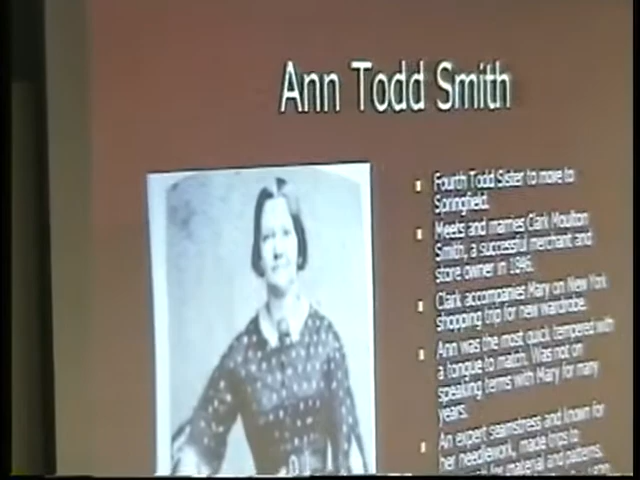 Ann Todd Smith
Fourth Todd Sister to move to
Springfield.
Meets and marries Clark Moulton
Smith, a successful merchant and
store owner in 1846.
Clark accompanies Mary on New York
shopping trip for new wardrobe.
Ann was the most quick tempered with
a tongue to match. Was not on
speaking terms with Mary for many
years.
An expert seamstress and known for
her needlework, made trips to
for material and patterns.